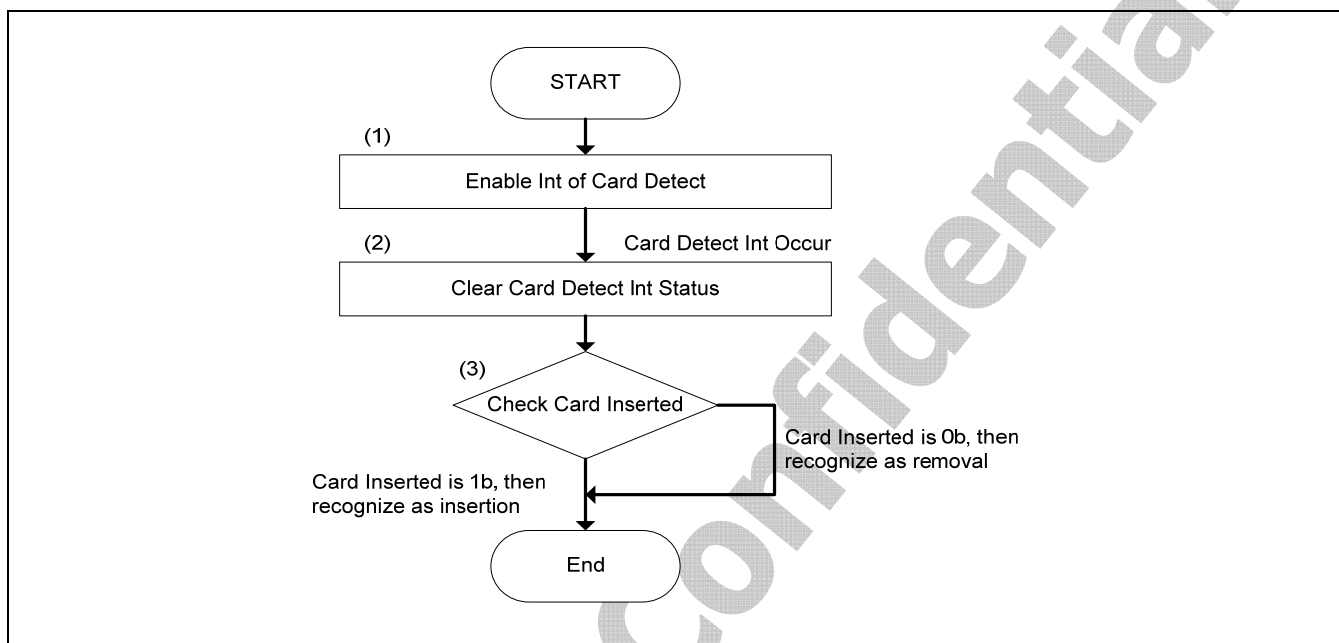 START
(1)
Enable Int of Card Detect
(2)
Card Detect Int Occur
Clear Card Detect Int Status
(3)
Check Card Inserted
Card Inserted is 0b, then
recognize as removal
Card Inserted is 1b, then
recognize as insertion
End
Confidential